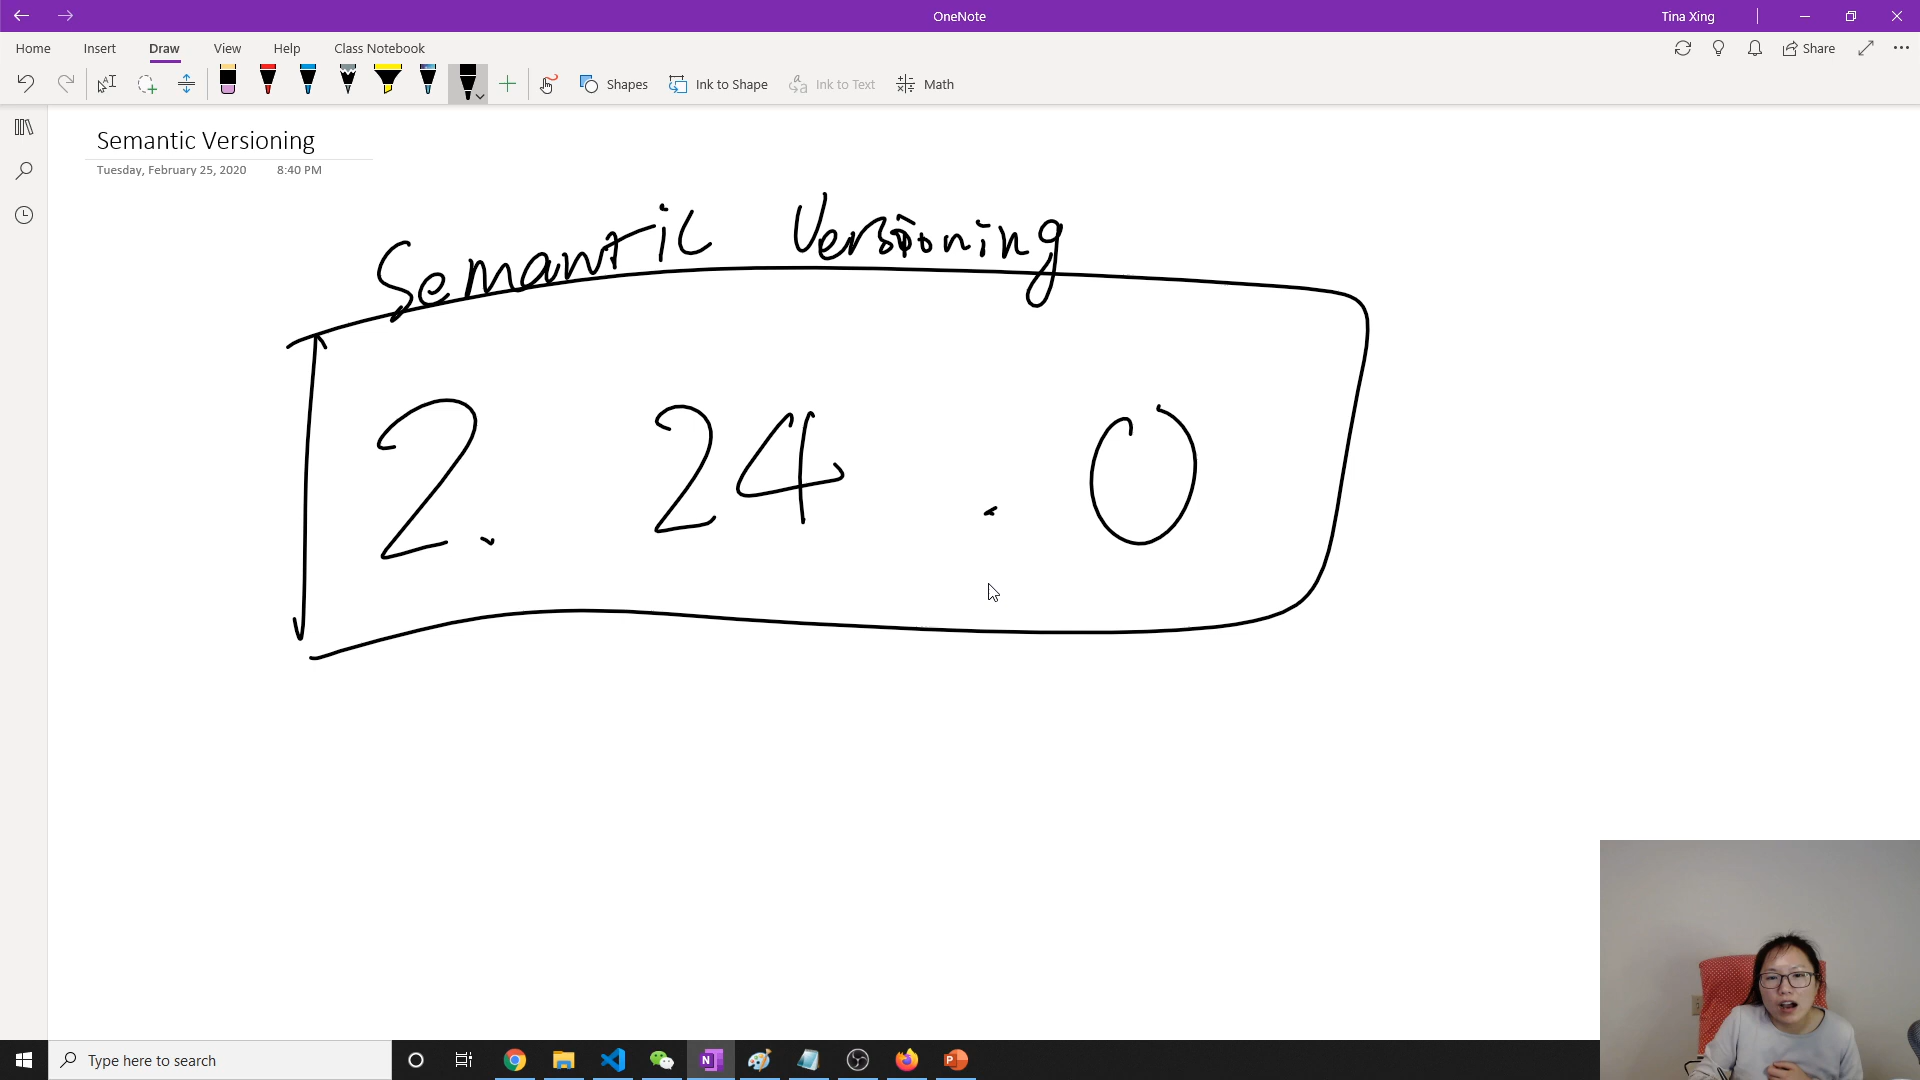 OneNote
Tina Xing
Home Insert Draw View Help Class Notebook
Share
Shapes Ink to Shape Ink to Text Math
Semantic Versioning
Tuesday, February 25, 2020 8:40 PM
Semantic Versioning
2. 24 . 0
Type here to search